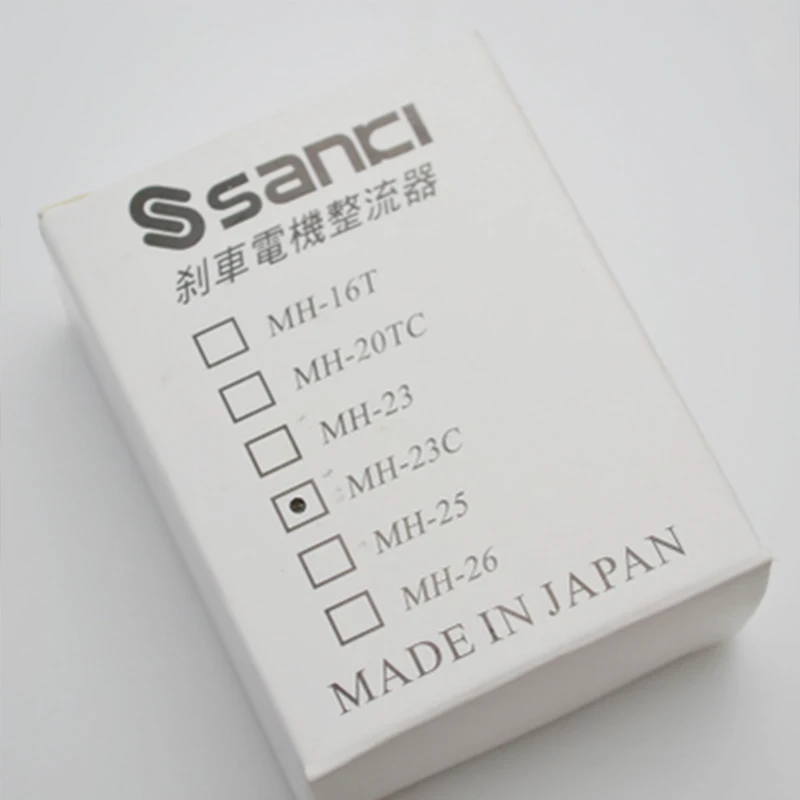 sanki
刹車電機整流器
MH-16T
MH-20TC
MH-23
MH-23C
MH-25
MH-26
MADE IN JAPAN